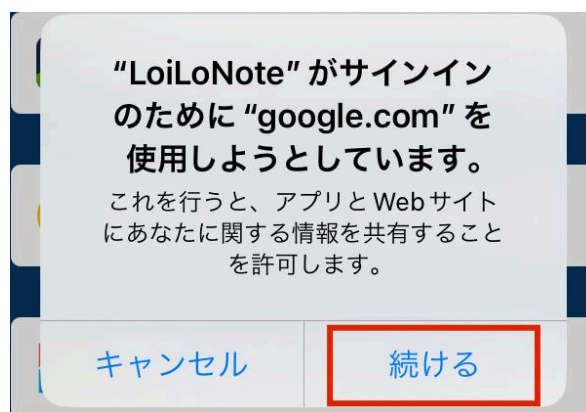 “LoiLoNote” がサインイン
のために “google.com” を
使用しようとしています。
これを行うと、アプリと Web サイト
にあなたに関する情報を共有すること
を許可します。
キャンセル
続ける